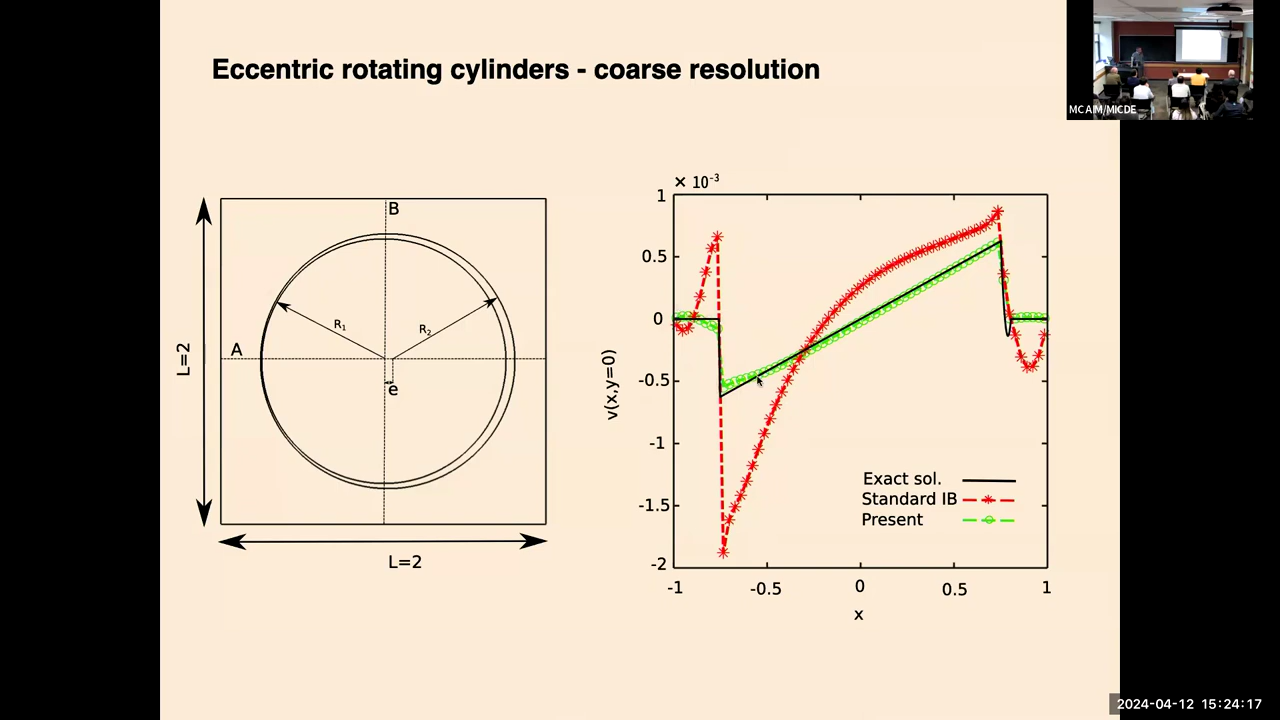 Eccentric rotating cylinders - coarse resolution
MCAIM/MICDE
B
R₁
R₂
A
e
L=2
L=2
× 10⁻³
1
0.5
0
-0.5
-1
-1.5
-2
v(x,y=0)
Exact sol.
Standard IB
Present
-1
-0.5
0
0.5
1
x
2024-04-12 15:24:17